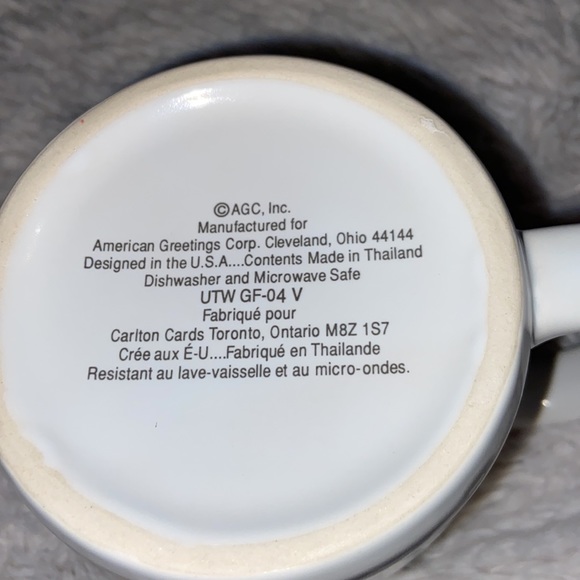 ©AGC, Inc.
Manufactured for
American Greetings Corp. Cleveland, Ohio 44144
Designed in the U.S.A....Contents Made in Thailand
Dishwasher and Microwave Safe
UTW GF-04 V
Fabriqué pour
Carlton Cards Toronto, Ontario M8Z 1S7
Crée aux É-U....Fabriqué en Thailande
Resistant au lave-vaisselle et au micro-ondes.